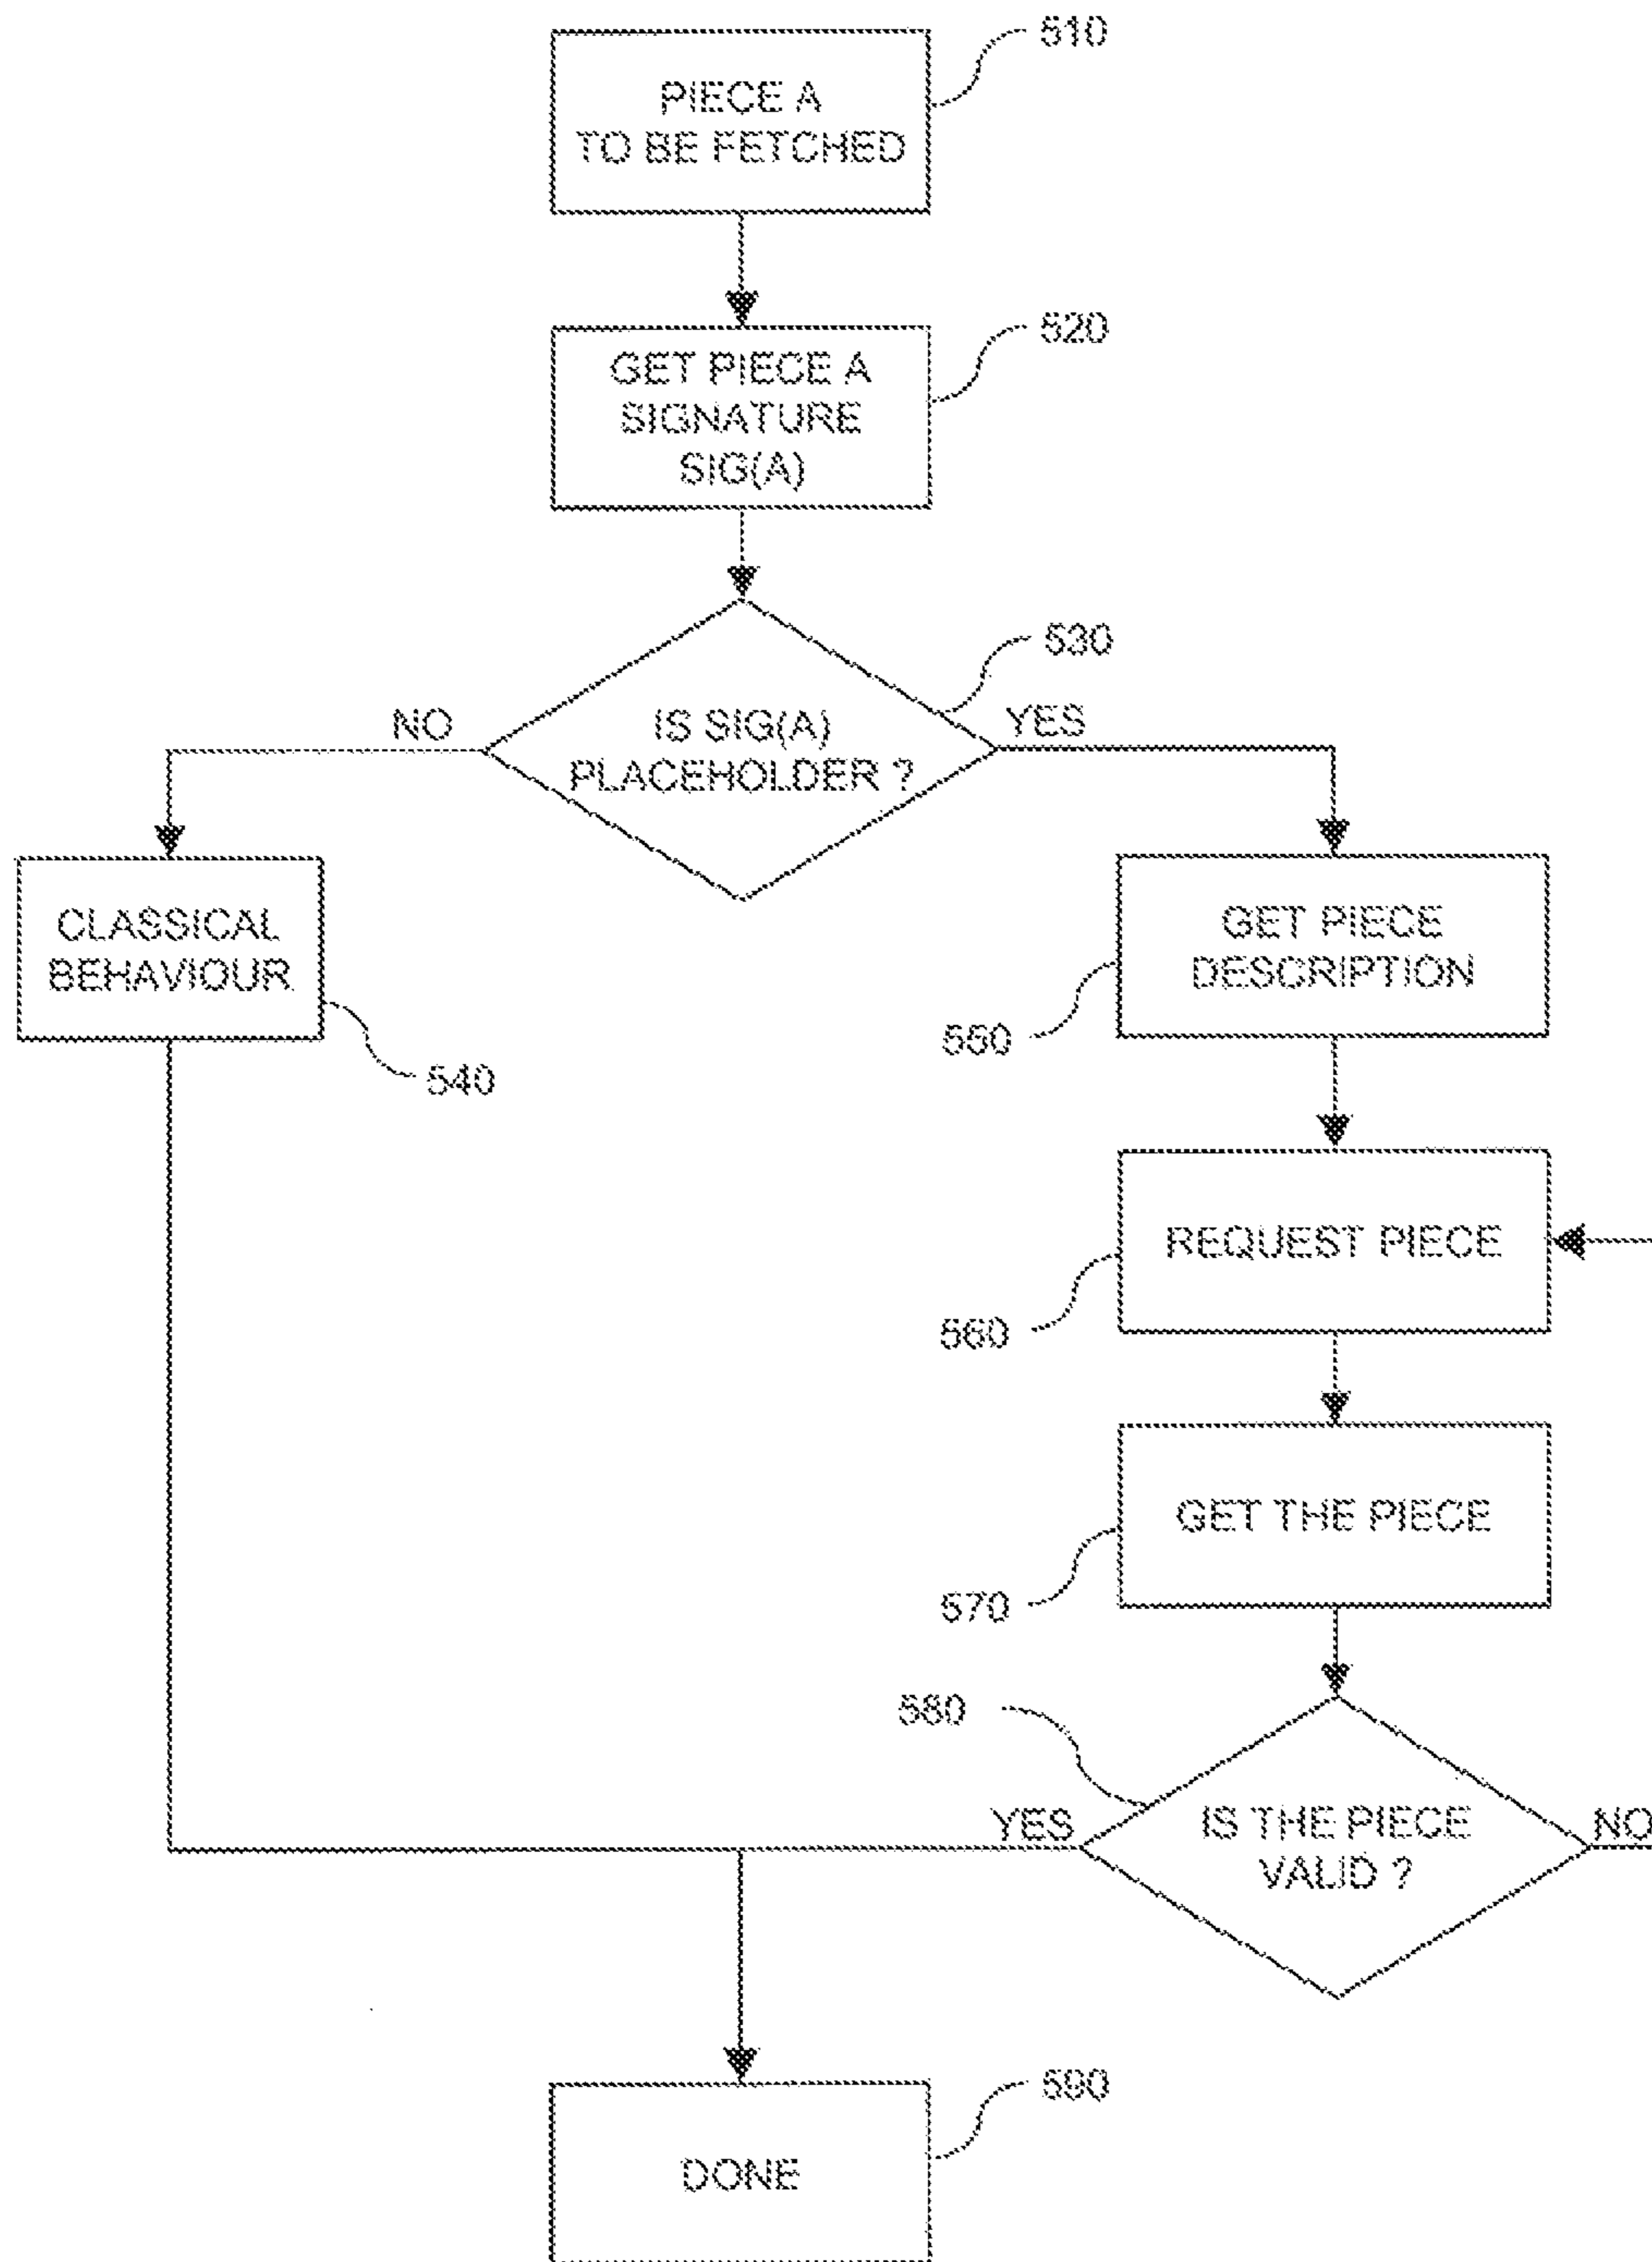 510
PIECE A
TO BE FETCHED
520
GET PIECE A
SIGNATURE
SIG(A)
530
NO
IS SIG(A)
PLACEHOLDER ?
YES
CLASSICAL
BEHAVIOUR
540
GET PIECE
DESCRIPTION
550
REQUEST PIECE
560
GET THE PIECE
570
580
YES
IS THE PIECE
VALID ?
NO
590
DONE